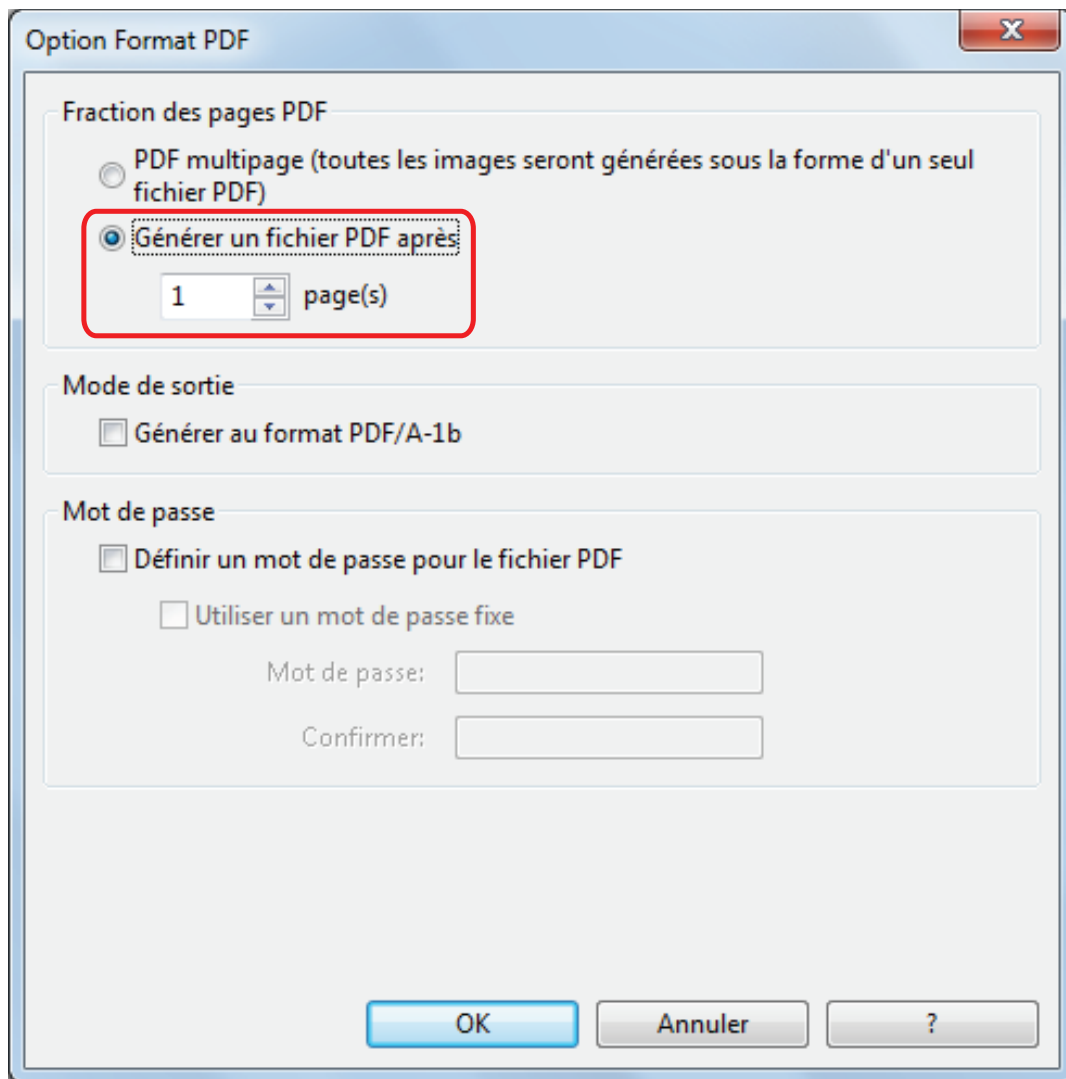 Option Format PDF
Fraction des pages PDF
PDF multipage (toutes les images seront générées sous la forme d'un seul
fichier PDF)
Générer un fichier PDF après
1 page(s)
Mode de sortie
Générer au format PDF/A-1b
Mot de passe
Définir un mot de passe pour le fichier PDF
Utiliser un mot de passe fixe
Mot de passe:
Confirmer:
OK Annuler ?